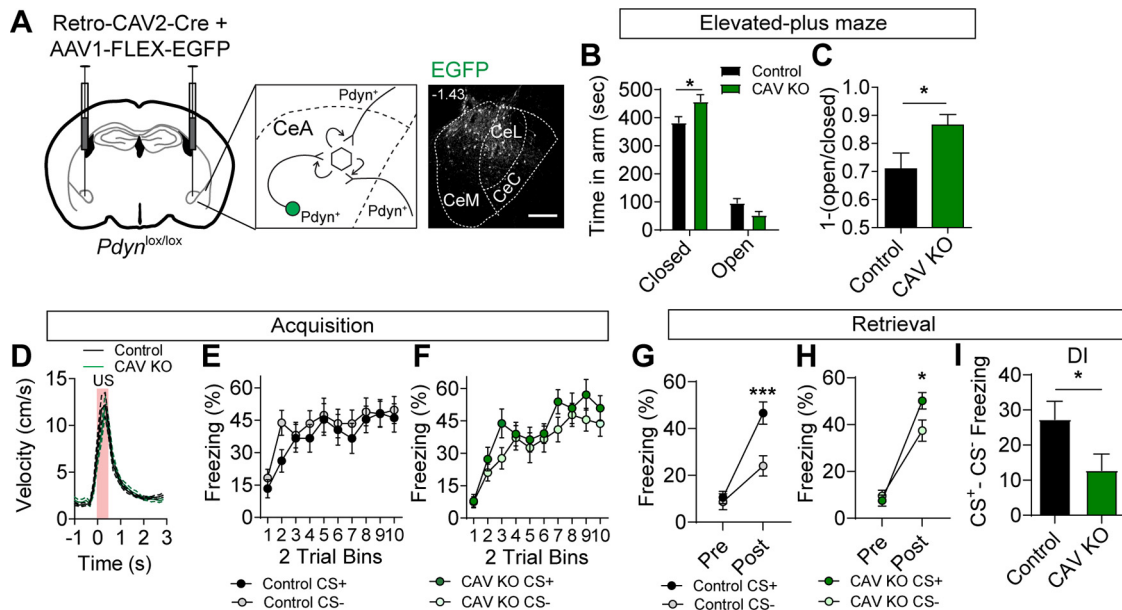 A
Retro-CAV2-Cre +
AAV1-FLEX-EGFP
Pdyn^lox/lox
CeA
Pdyn+
Pdyn+
Pdyn+
EGFP
-1.43
CeL
CeM
CeC
Elevated-plus maze
B
Time in arm (sec)
500
400
300
200
100
0
*
Control
CAV KO
Closed
Open
C
1-(open/closed)
1.0
0.9
0.8
0.7
0.6
0.5
*
Control
CAV KO
Acquisition
D
Control
CAV KO
US
Velocity (cm/s)
15
10
5
0
-1 0 1 2 3
Time (s)
E
Freezing (%)
60
45
30
15
0
1 2 3 4 5 6 7 8 9 10
2 Trial Bins
Control CS+
Control CS-
F
Freezing (%)
60
45
30
15
0
1 2 3 4 5 6 7 8 9 10
2 Trial Bins
CAV KO CS+
CAV KO CS-
Retrieval
G
Freezing (%)
60
40
20
0
***
Pre
Post
Control CS+
Control CS-
H
Freezing (%)
60
40
20
0
*
Pre
Post
CAV KO CS+
CAV KO CS-
I
DI
CS+- CS- Freezing
40
30
20
10
0
*
Control
CAV KO